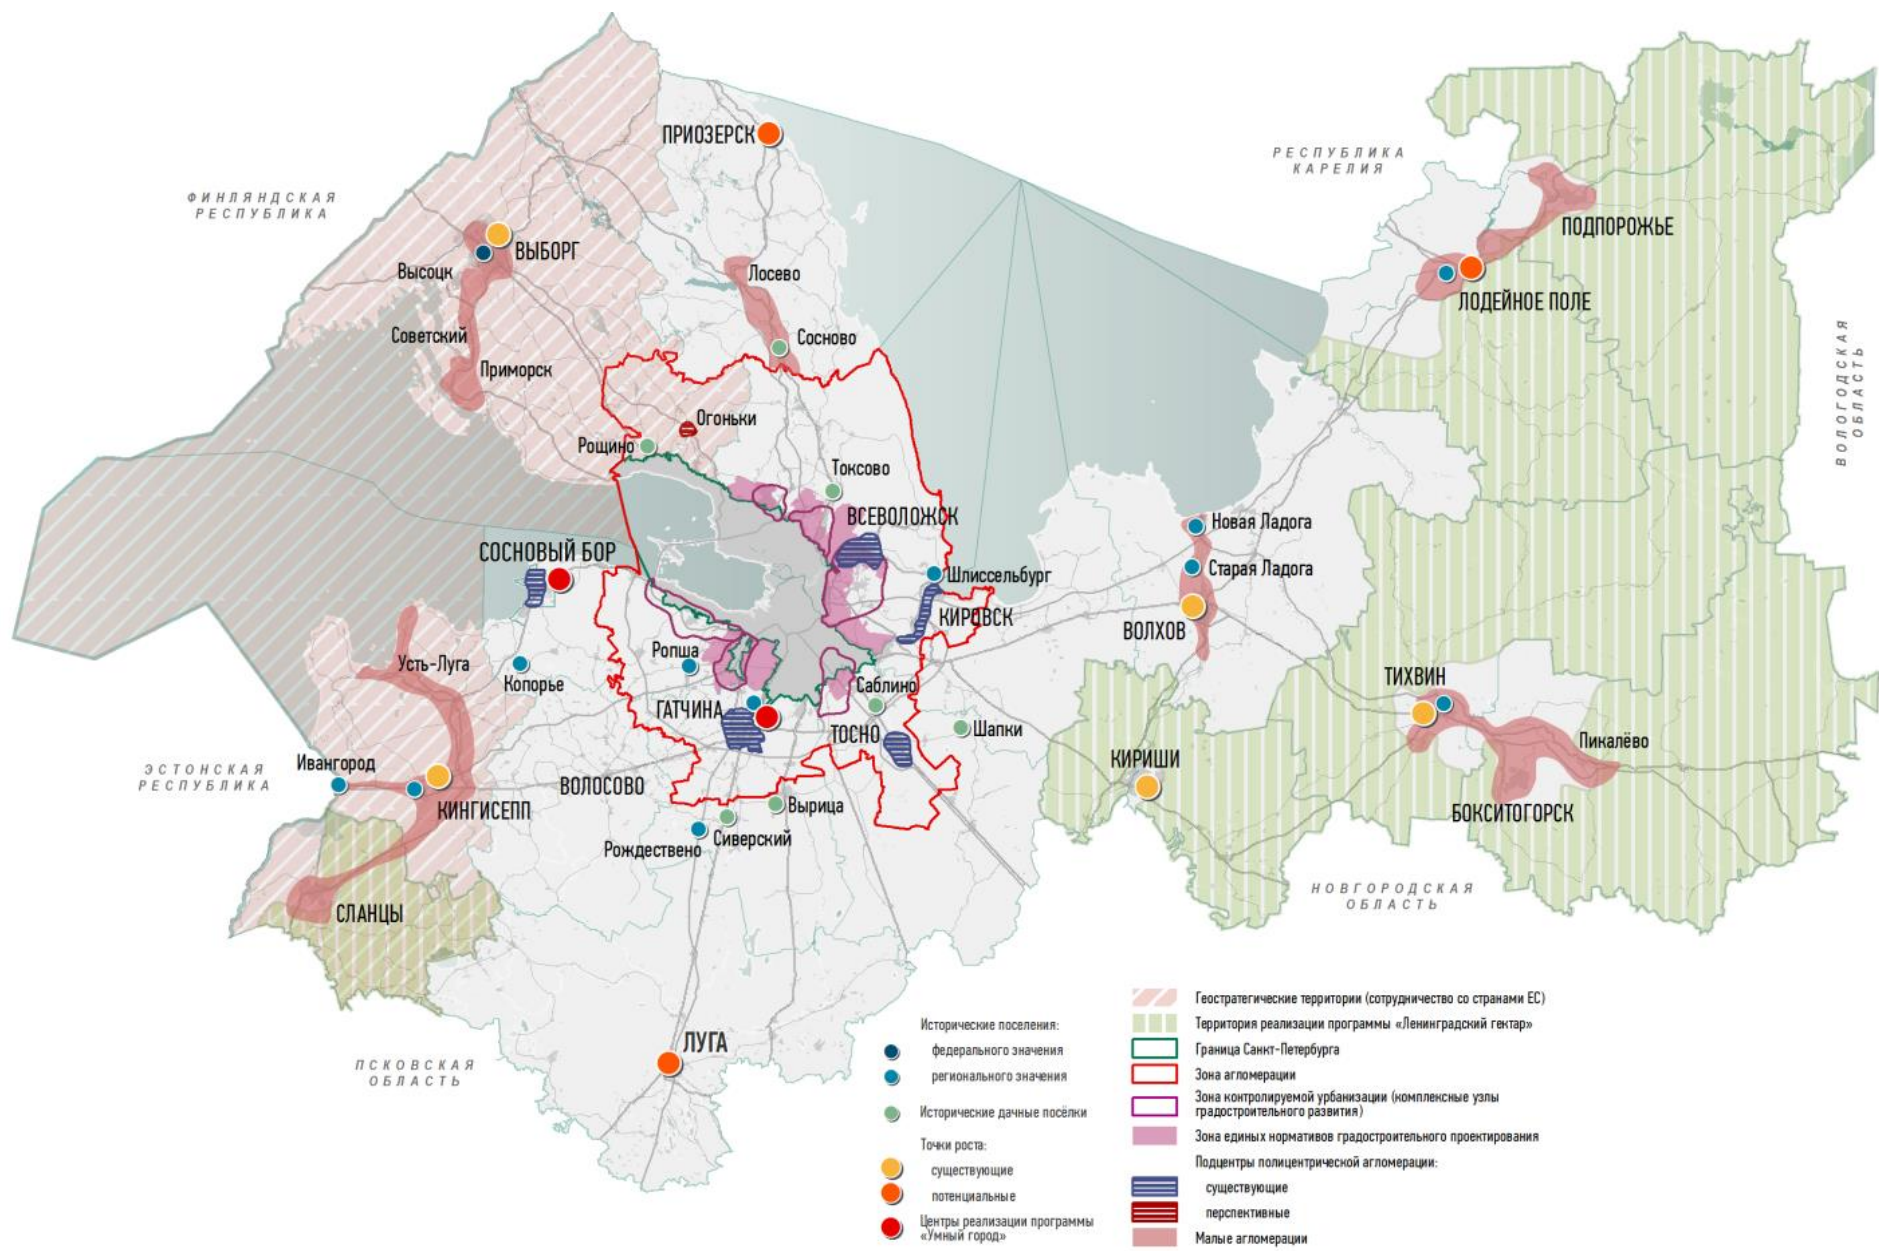 ПРИОЗЕРСК
РЕСПУБЛИКА
КАРЕЛИЯ
ФИНЛЯНДСКАЯ
РЕСПУБЛИКА
ПОДПОРОЖЬЕ
ВЫБОРГ
Высоцк
Лосево
ЛОДЕЙНОЕ ПОЛЕ
Советский
Сосново
Приморск
ВОЛОГОДСКАЯ
ОБЛАСТЬ
Огоньки
Рощино
Токсово
ВСЕВОЛОЖСК
Новая Ладога
СОСНОВЫЙ БОР
Шлиссельбург
Старая Ладога
КИРОВСК
ВОЛХОВ
Ропша
Усть-Луга
Копорье
Саблино
ТИХВИН
ГАТЧИНА
ТОСНО
Шапки
Пикалёво
КИРИШИ
Ивангород
ЭСТОНСКАЯ
РЕСПУБЛИКА
ВОЛОСОВО
Вырица
КИНГИСЕПП
БОКСИТОГОРСК
Сиверский
Рождествено
НОВГОРОДСКАЯ
ОБЛАСТЬ
СЛАНЦЫ
ЛУГА
ПСКОВСКАЯ
ОБЛАСТЬ
Исторические поселения:
федерального значения
регионального значения
Исторические дачные посёлки
Точки роста:
существующие
потенциальные
Центры реализации программы
«Умный город»
Геостратегические территории (сотрудничество со странами ЕС)
Территория реализации программы «Ленинградский гектар»
Граница Санкт-Петербурга
Зона агломерации
Зона контролируемой урбанизации (комплексные узлы
градостроительного развития)
Зона единых нормативов градостроительного проектирования
Подцентры полицентрической агломерации:
существующие
перспективные
Малые агломерации